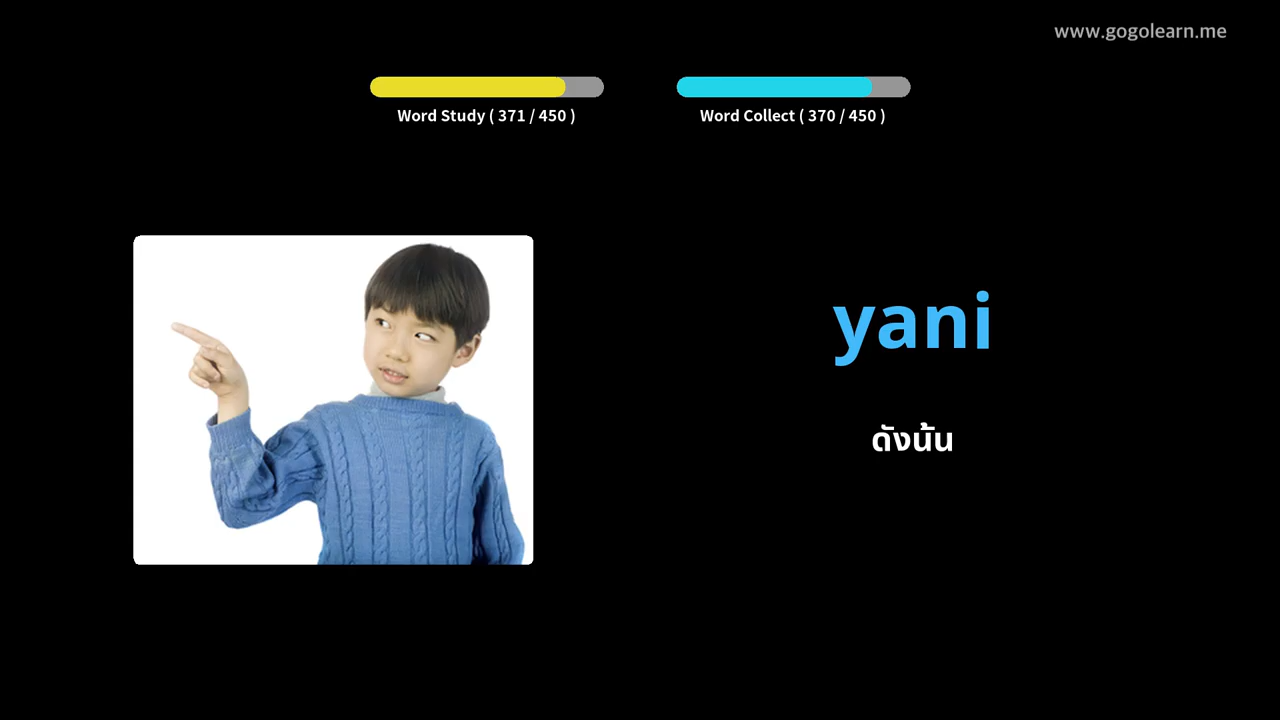 www.gogolearn.me
Word Study ( 371 / 450 )
Word Collect ( 370 / 450 )
yani
ดังนั้น